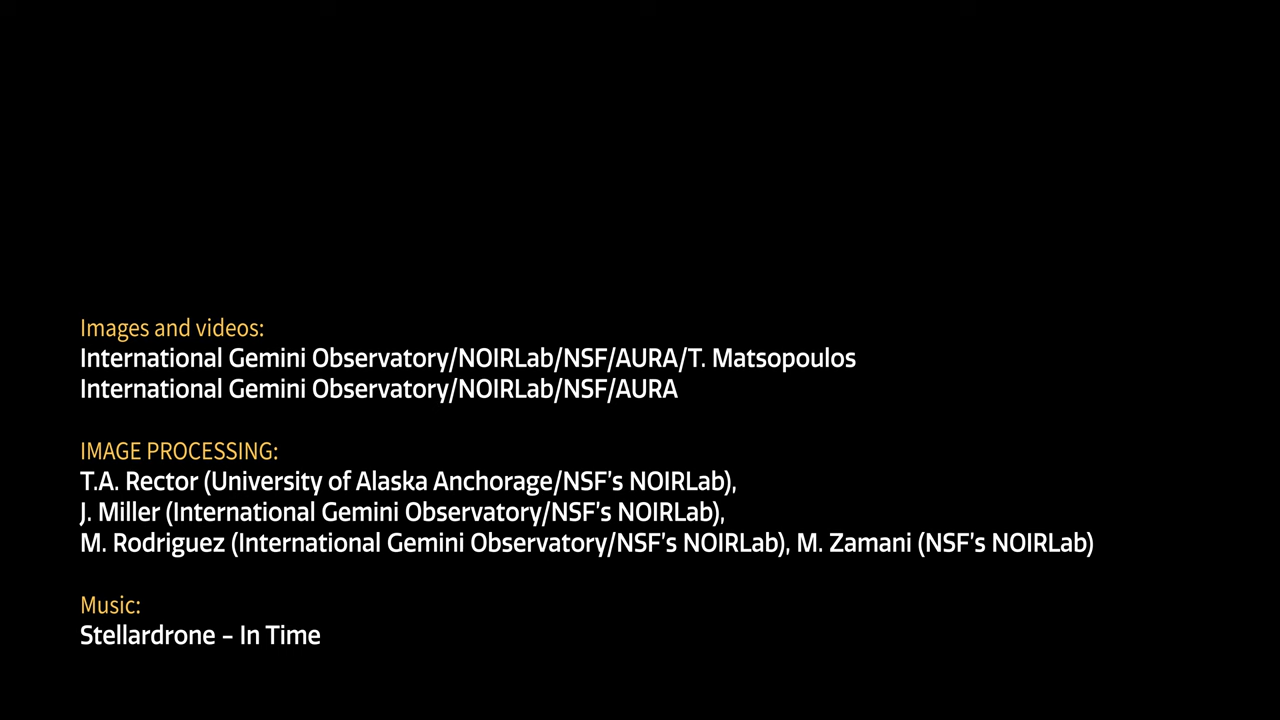 Images and videos:
International Gemini Observatory/NOIRLab/NSF/AURA/T. Matsopoulos
International Gemini Observatory/NOIRLab/NSF/AURA
IMAGE PROCESSING:
T.A. Rector (University of Alaska Anchorage/NSF’s NOIRLab),
J. Miller (International Gemini Observatory/NSF’s NOIRLab),
M. Rodriguez (International Gemini Observatory/NSF’s NOIRLab), M. Zamani (NSF’s NOIRLab)
Music:
Stellardrone – In Time